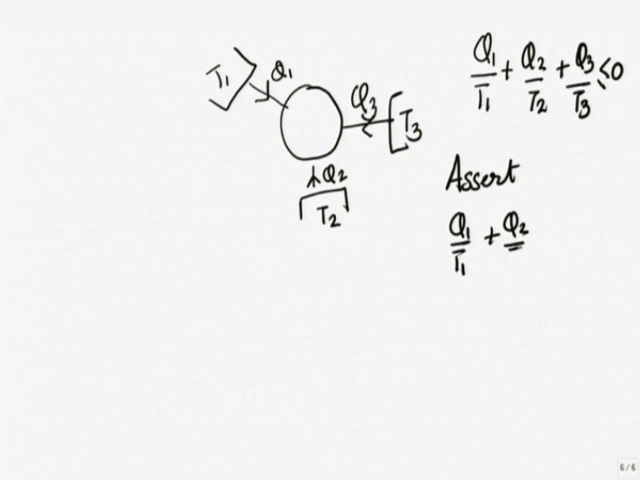 T₁ Q₁
Q₃ T₃
Q₂
T₂
Q₁/T₁ + Q₂/T₂ + Q₃/T₃ ≤ 0
Assert
Q₁/T₁ + Q₂
6/6